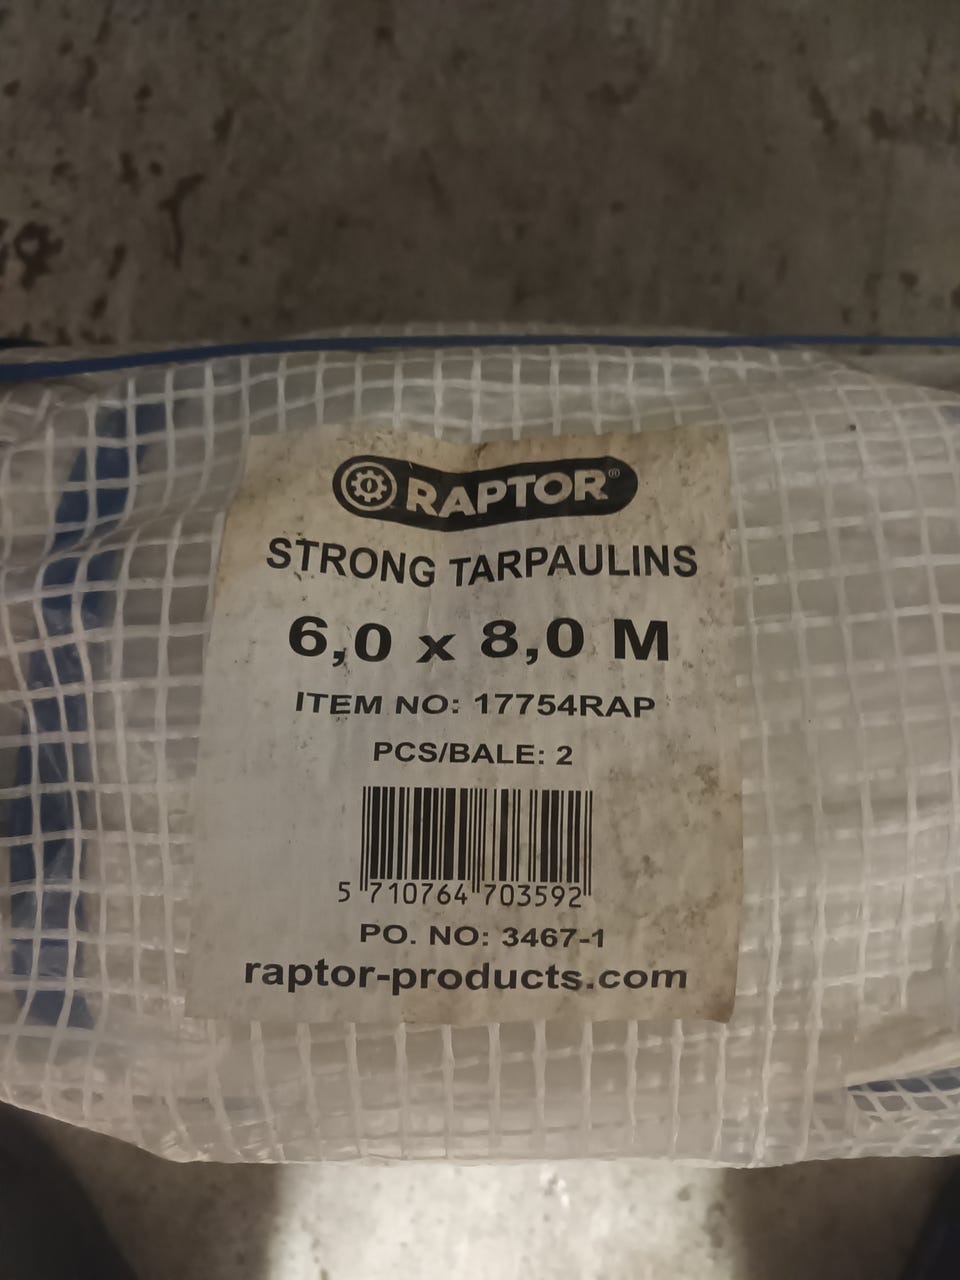 RAPTOR®
STRONG TARPAULINS
6,0 x 8,0 M
ITEM NO: 17754RAP
PCS/BALE: 2
5 710764 703592
PO. NO: 3467-1
raptor-products.com